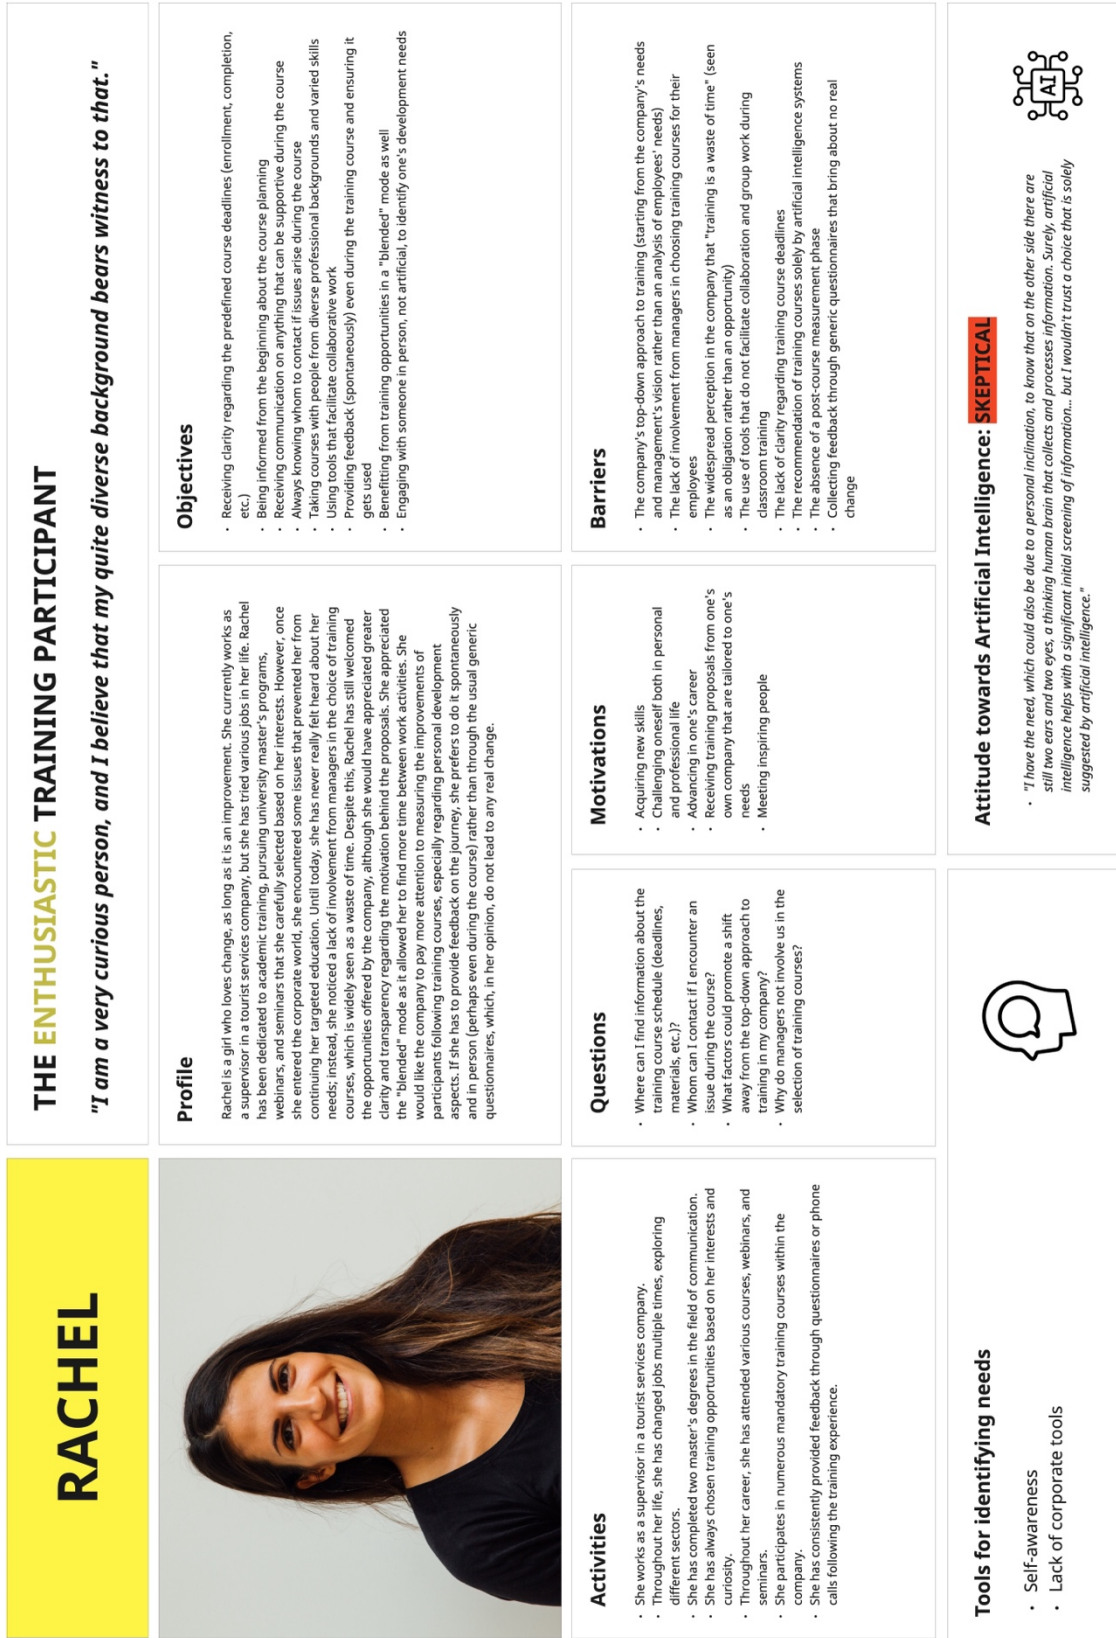 RACHEL
THE ENTHUSIASTIC TRAINING PARTICIPANT
"I am a very curious person, and I believe that my quite diverse background bears witness to that."
Profile
Rachel is a girl who loves change, as long as it is an improvement. She currently works as
a supervisor in a tourist services company, but she has tried various jobs in her life. Rachel
has been dedicated to academic training, pursuing university master's programs,
webinars, and seminars that she carefully selected based on her interests. However, once
she entered the corporate world, she encountered some issues that prevented her from
continuing her targeted education. Until today, she has never really felt heard about her
needs; instead, she noticed a lack of involvement from managers in the choice of training
courses, which is widely seen as a waste of time. Despite this, Rachel has still welcomed
the opportunities offered by the company, although she would have appreciated greater
clarity and transparency regarding the motivation behind the proposals. She appreciated
the "blended" mode as it allowed her to find more time between work activities. She
would like the company to pay more attention to measuring the improvements of
participants following training courses, especially regarding personal development
aspects. If she has to provide feedback on the journey, she prefers to do it spontaneously
and in person (perhaps even during the course) rather than through the usual generic
questionnaires, which, in her opinion, do not lead to any real change.
Objectives
• Receiving clarity regarding the predefined course deadlines (enrollment, completion,
etc.)
• Being informed from the beginning about the course planning
• Receiving communication on anything that can be supportive during the course
• Always knowing whom to contact if issues arise during the course
• Taking courses with people from diverse professional backgrounds and varied skills
• Using tools that facilitate collaborative work
• Providing feedback (spontaneously) even during the training course and ensuring it
gets used
• Benefitting from training opportunities in a "blended" mode as well
• Engaging with someone in person, not artificial, to identify one's development needs
Activities
• She works as a supervisor in a tourist services company.
• Throughout her life, she has changed jobs multiple times, exploring
different sectors.
• She has completed two master's degrees in the field of communication.
• She has always chosen training opportunities based on her interests and
curiosity.
• Throughout her career, she has attended various courses, webinars, and
seminars.
• She participates in numerous mandatory training courses within the
company.
• She has consistently provided feedback through questionnaires or phone
calls following the training experience.
Questions
• Where can I find information about the
training course schedule (deadlines,
materials, etc.)?
• Whom can I contact if I encounter an
issue during the course?
• What factors could promote a shift
away from the top-down approach to
training in my company?
• Why do managers not involve us in the
selection of training courses?
Motivations
• Acquiring new skills
• Challenging oneself both in personal
and professional life
• Advancing in one's career
• Receiving training proposals from one's
own company that are tailored to one's
needs
• Meeting inspiring people
Barriers
• The company's top-down approach to training (starting from the company's needs
and management's vision rather than an analysis of employees' needs)
• The lack of involvement from managers in choosing training courses for their
employees
• The widespread perception in the company that "training is a waste of time" (seen
as an obligation rather than an opportunity)
• The use of tools that do not facilitate collaboration and group work during
classroom training
• The lack of clarity regarding training course deadlines
• The recommendation of training courses solely by artificial intelligence systems
• The absence of a post-course measurement phase
• Collecting feedback through generic questionnaires that bring about no real
change
Tools for identifying needs
• Self-awareness
• Lack of corporate tools
Attitude towards Artificial Intelligence: SKEPTICAL
• "I have the need, which could also be due to a personal inclination, to know that on the other side there are
still two ears and two eyes, a thinking human brain that collects and processes information. Surely, artificial
intelligence helps with a significant initial screening of information... but I wouldn't trust a choice that is solely
suggested by artificial intelligence."
AI